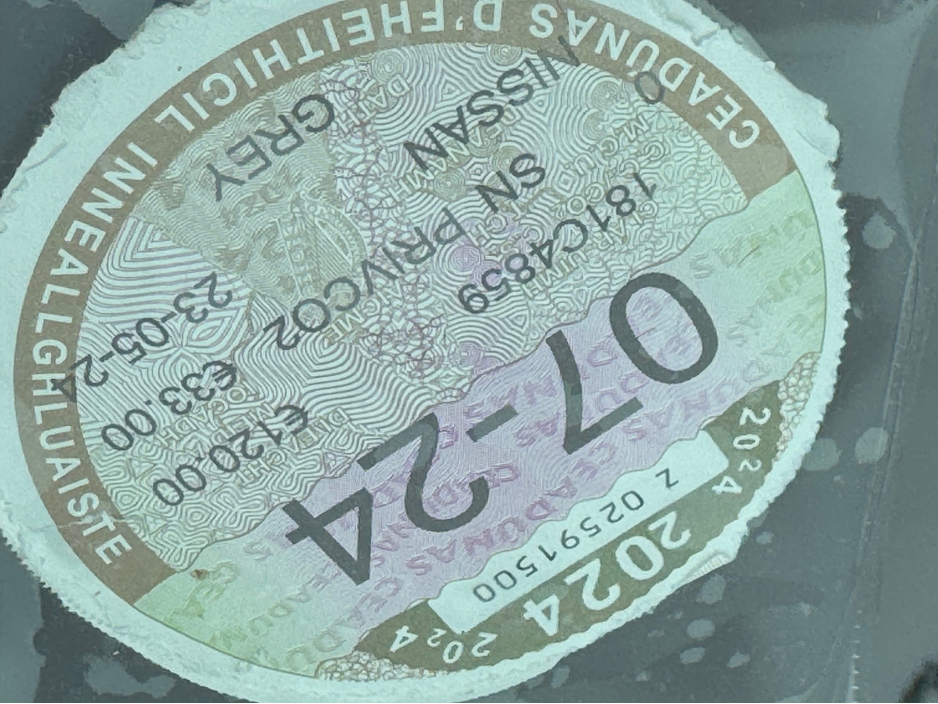 2024 2024 2024
Z 02591500
07-24
181C4859 €120.00
0 SN PRIVCO2 €33.00
NISSAN 23-05-24
GREY
CEADUNAS D'FHEITHICIL INNEALLGHLUAISTE